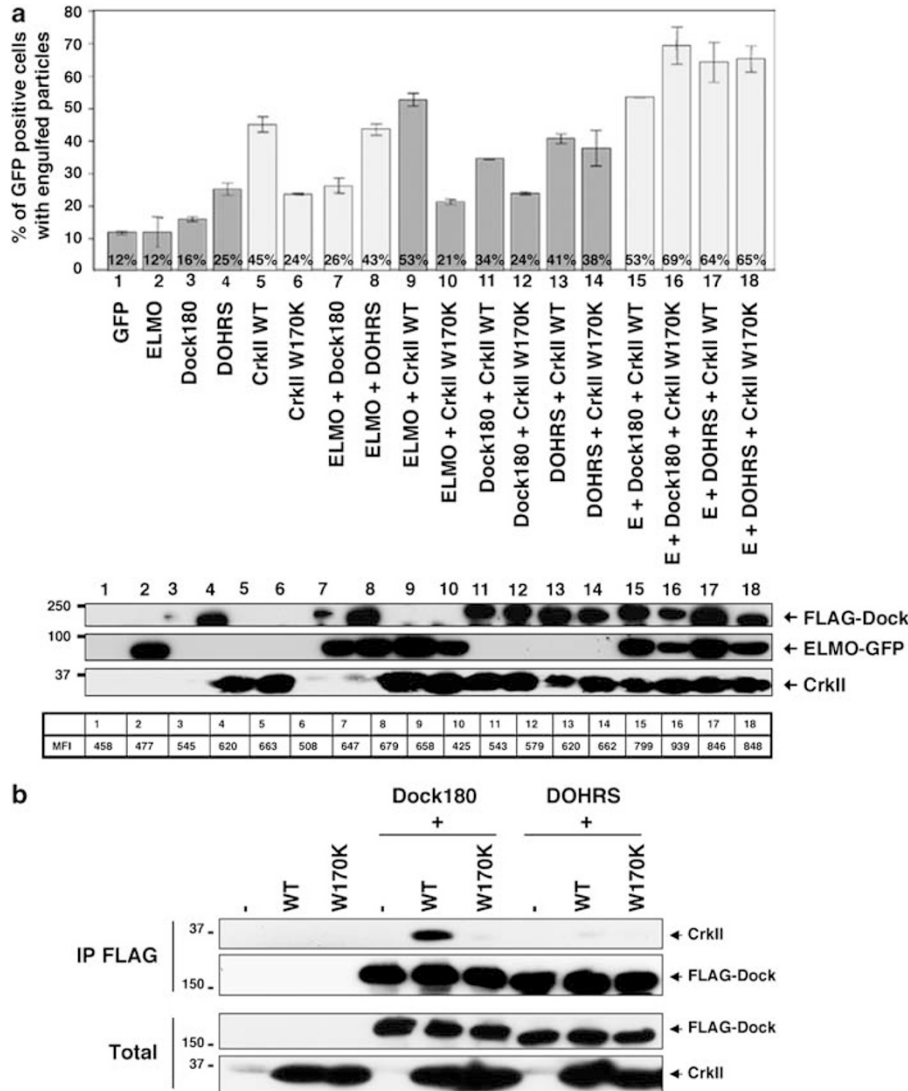 a
% of GFP positive cells
with engulfed particles
80
70
60
50
40
30
20
10
0
12% 12% 16% 25% 45% 24% 26% 43% 53% 21% 34% 24% 41% 38% 53% 69% 64% 65%
1 2 3 4 5 6 7 8 9 10 11 12 13 14 15 16 17 18
GFP
ELMO
Dock180
DOHRS
CrkII WT
CrkII W170K
ELMO + Dock180
ELMO + DOHRS
ELMO + CrkII WT
ELMO + CrkII W170K
Dock180 + CrkII WT
Dock180 + CrkII W170K
DOHRS + CrkII WT
DOHRS + CrkII W170K
E + Dock180 + CrkII WT
E + Dock180 + CrkII W170K
E + DOHRS + CrkII WT
E + DOHRS + CrkII W170K
1 2 3 4 5 6 7 8 9 10 11 12 13 14 15 16 17 18
250 - ← FLAG-Dock
100 - ← ELMO-GFP
37 - ← CrkII
1 2 3 4 5 6 7 8 9 10 11 12 13 14 15 16 17 18
MFI 458 477 545 620 663 508 647 679 658 425 543 579 620 662 799 939 846 848
b
Dock180 DOHRS
+ +
- WT W170K - WT W170K - WT W170K
IP FLAG
37 - ← CrkII
150 - ← FLAG-Dock
Total
150 - ← FLAG-Dock
37 - ← CrkII